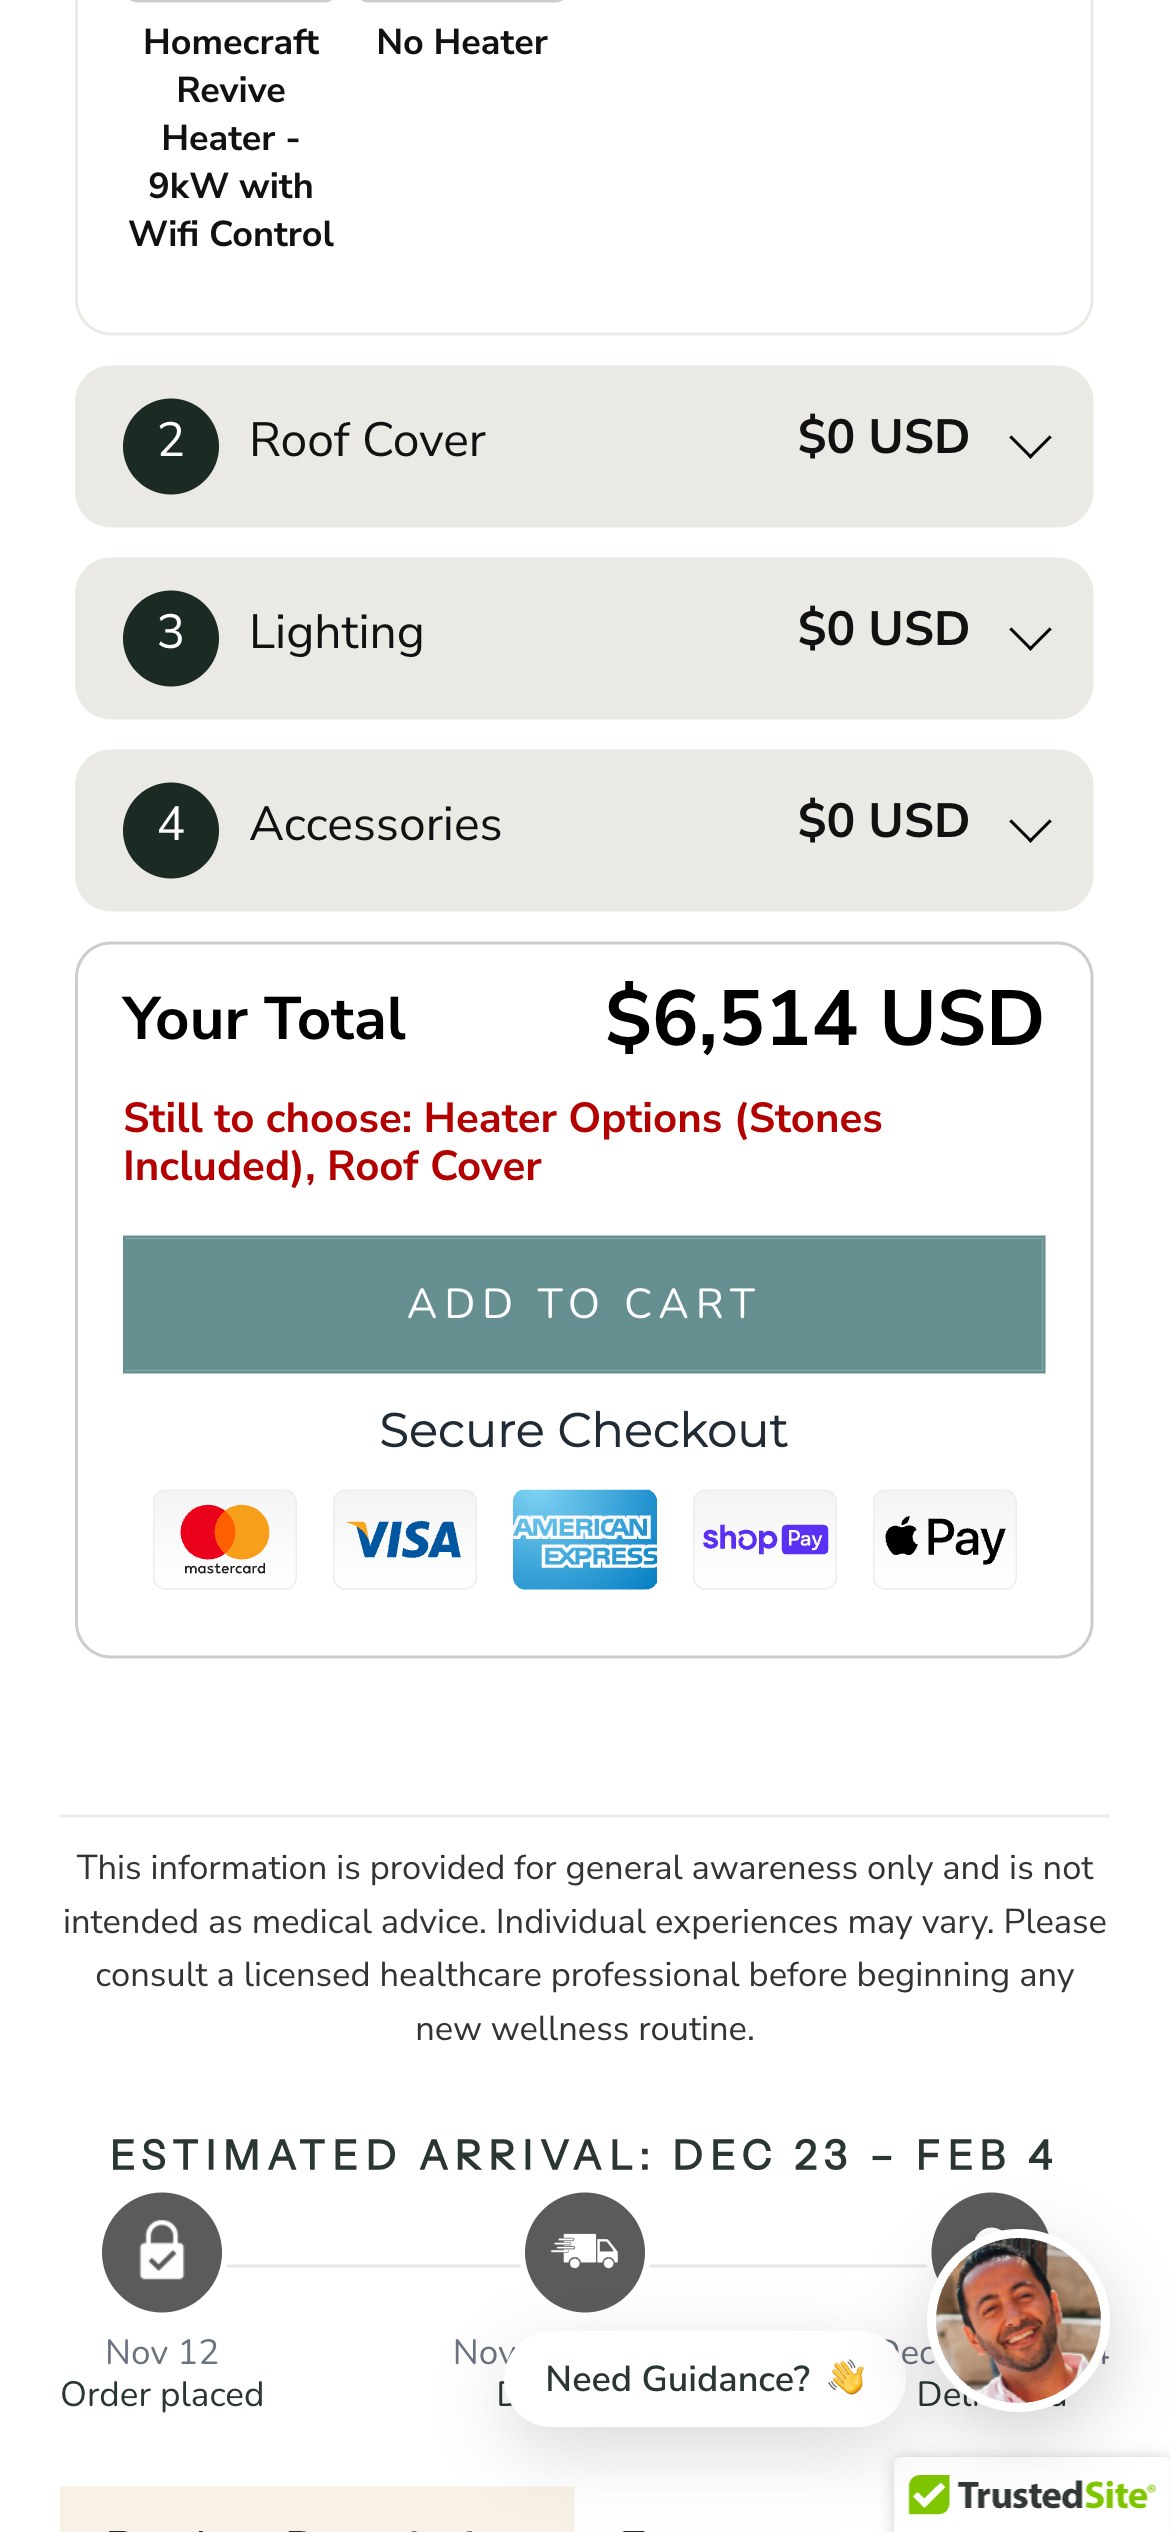 Homecraft
Revive
Heater -
9kW with
Wifi Control
No Heater
2 Roof Cover $0 USD
3 Lighting $0 USD
4 Accessories $0 USD
Your Total $6,514 USD
Still to choose: Heater Options (Stones
Included), Roof Cover
ADD TO CART
Secure Checkout
mastercard VISA AMERICAN EXPRESS shop Pay Pay
This information is provided for general awareness only and is not
intended as medical advice. Individual experiences may vary. Please
consult a licensed healthcare professional before beginning any
new wellness routine.
ESTIMATED ARRIVAL: DEC 23 – FEB 4
Nov 12
Order placed
Nov
Need Guidance? 👋
TrustedSite®